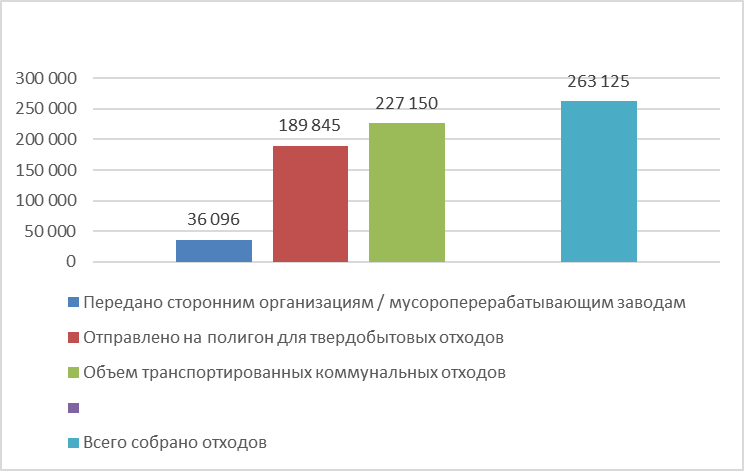 300 000
250 000
200 000
150 000
100 000
50 000
0
36 096
189 845
227 150
263 125
Передано сторонним организациям / мусороперерабатывающим заводам
Отправлено на полигон для твердобытовых отходов
Объем транспортированных коммунальных отходов
Всего собрано отходов